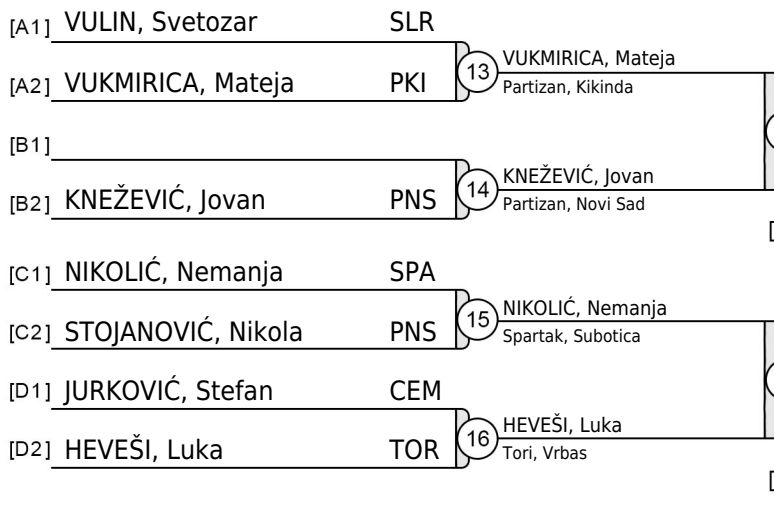 [A1] VULIN, Svetozar SLR
[A2] VUKMIRICA, Mateja PKI
13 VUKMIRICA, Mateja
Partizan, Kikinda
[B1]
[B2] KNEŽEVIĆ, Jovan PNS
14 KNEŽEVIĆ, Jovan
Partizan, Novi Sad
[
[C1] NIKOLIĆ, Nemanja SPA
[C2] STOJANOVIĆ, Nikola PNS
15 NIKOLIĆ, Nemanja
Spartak, Subotica
[D1] JURKOVIĆ, Stefan CEM
[D2] HEVEŠI, Luka TOR
16 HEVEŠI, Luka
Tori, Vrbas
[